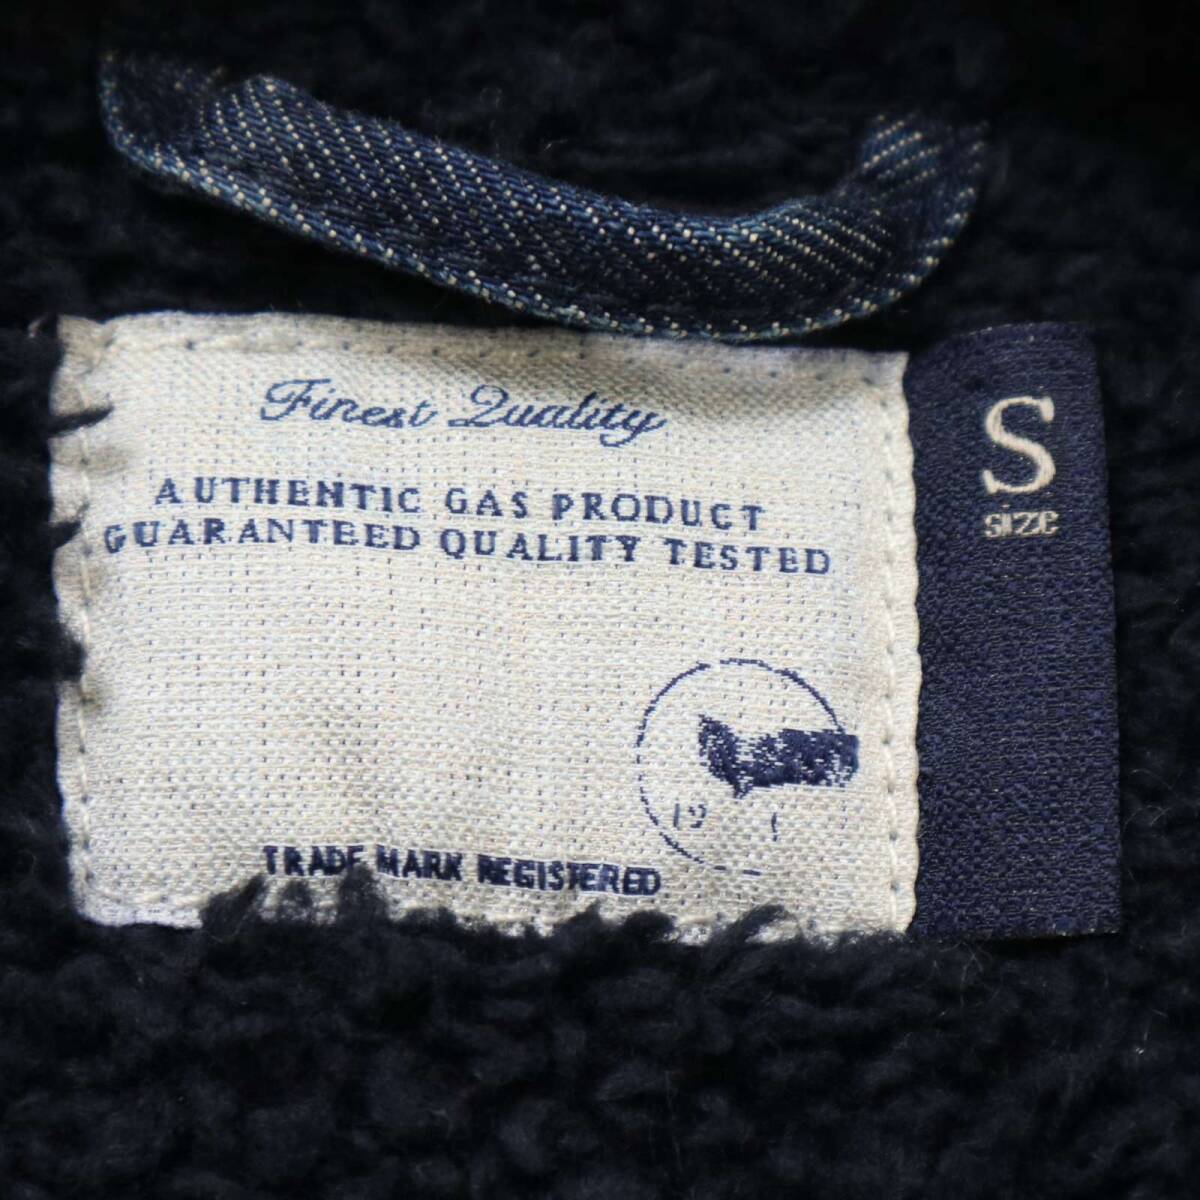 Finest Quality
AUTHENTIC GAS PRODUCT
GUARANTEED QUALITY TESTED
S
SIZE
TRADE MARK REGISTERED